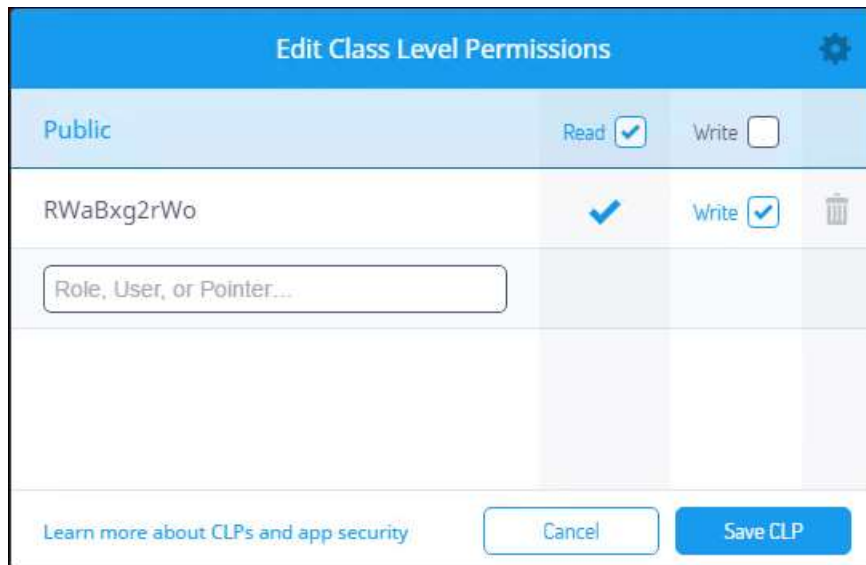 Edit Class Level Permissions
Public Read Write
RWaBxg2rWo Write
Role, User, or Pointer...
Learn more about CLPs and app security Cancel Save CLP